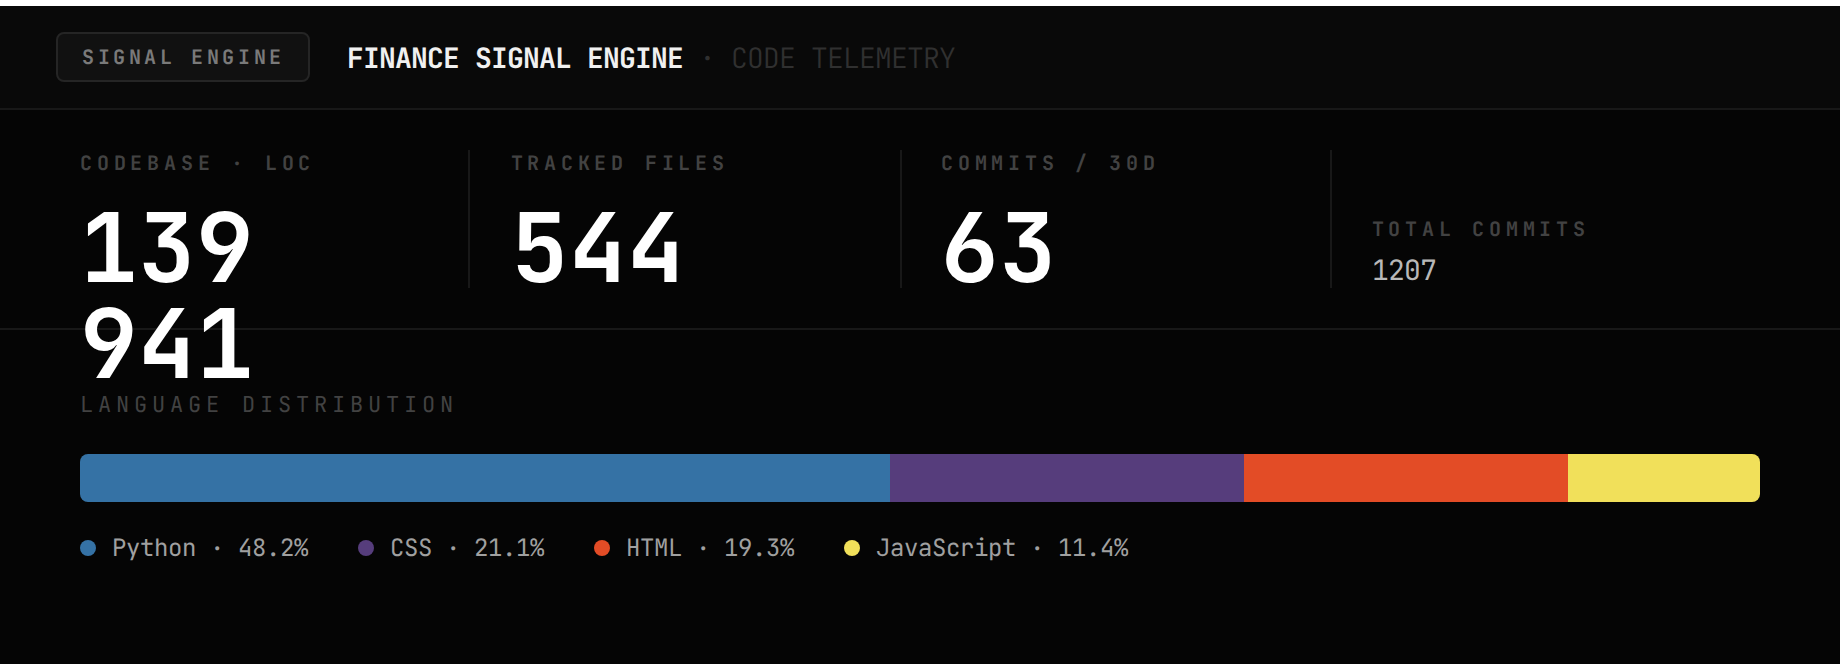 SIGNAL ENGINE
FINANCE SIGNAL ENGINE · CODE TELEMETRY
CODEBASE · LOC
139
941
TRACKED FILES
544
COMMITS / 30D
63
TOTAL COMMITS
1207
LANGUAGE DISTRIBUTION
Python · 48.2%
CSS · 21.1%
HTML · 19.3%
JavaScript · 11.4%